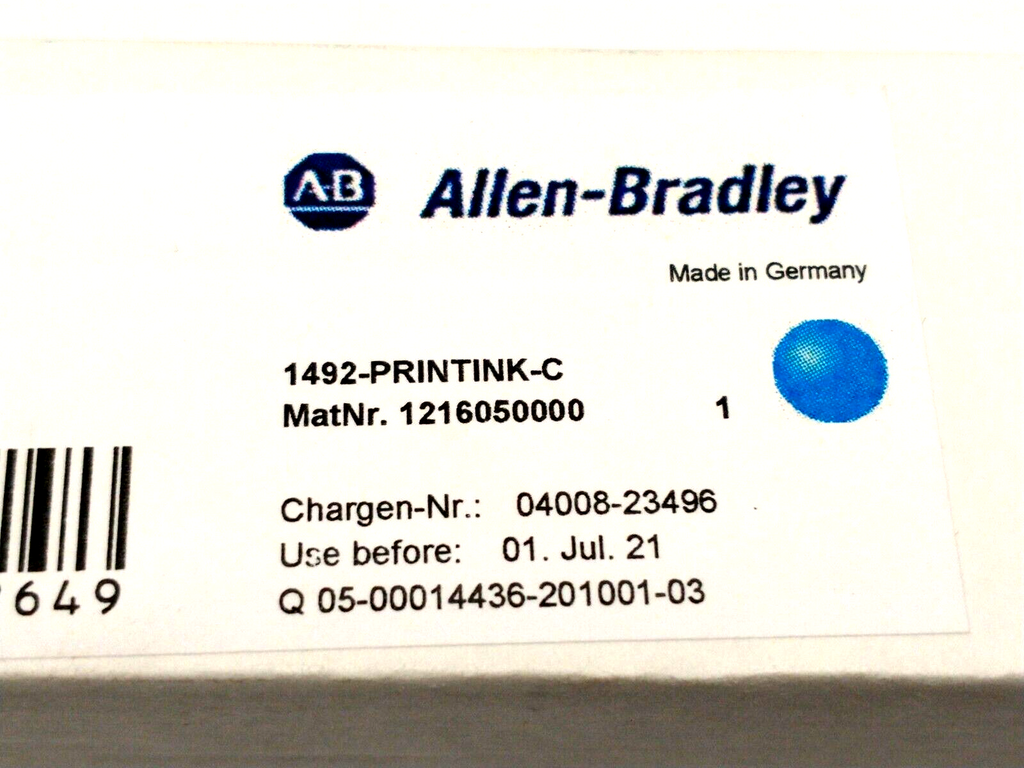 A-B Allen-Bradley
Made in Germany
1492-PRINTINK-C
MatNr. 1216050000 1
Chargen-Nr.: 04008-23496
Use before: 01. Jul. 21
Q 05-00014436-201001-03
649